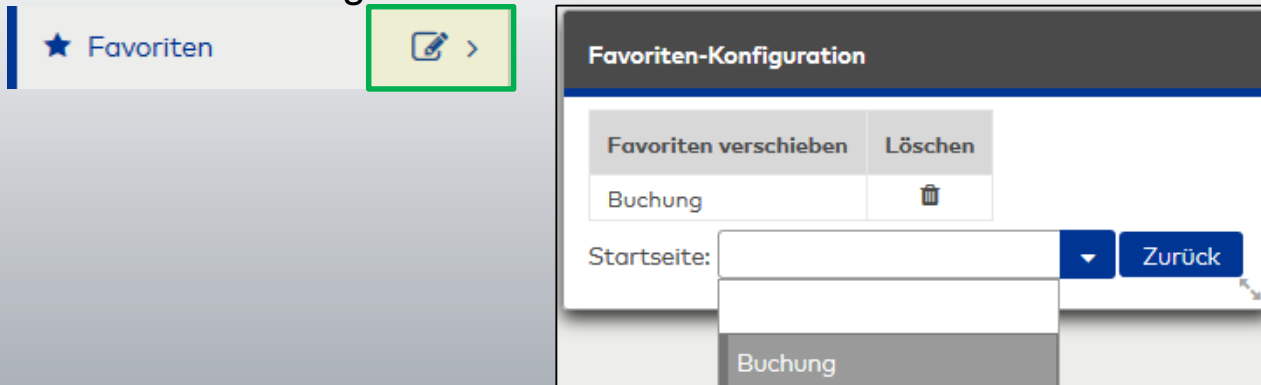 Favoriten
Favoriten-Konfiguration
Favoriten verschieben Löschen
Buchung
Startseite: Zurück
Buchung